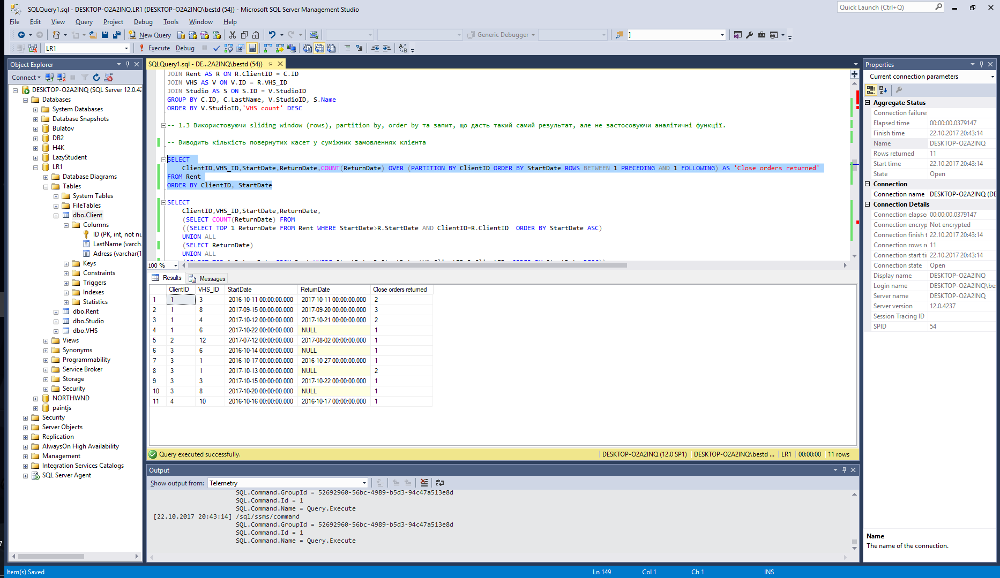 SQLQuery1.sql - DESKTOP-O2A2INQ.LR1 (DESKTOP-O2A2INQ\bestd (54)) - Microsoft SQL Server Management Studio
Quick Launch (Ctrl+Q)
File Edit View Query Project Debug Tools Window Help
New Query Generic Debugger ]
LR1 Execute Debug
Object Explorer
Connect
DESKTOP-O2A2INQ (SQL Server 12.0.42
Databases
System Databases
Database Snapshots
Bulatov
DB2
H4K
LazyStudent
LR1
Database Diagrams
Tables
System Tables
FileTables
dbo.Client
Columns
ID (PK, int, not nu
LastName (varch
Adress (varchar(1
Keys
Constraints
Triggers
Indexes
Statistics
dbo.Rent
dbo.Studio
dbo.VHS
Views
Synonyms
Programmability
Service Broker
Storage
Security
NORTHWND
paintjs
Security
Server Objects
Replication
AlwaysOn High Availability
Management
Integration Services Catalogs
SQL Server Agent
SQLQuery1.sql - DE...2A2INQ\bestd (54))
JOIN Rent AS R ON R.ClientID = C.ID
JOIN VHS AS V ON V.ID = R.VHS_ID
JOIN Studio AS S ON S.ID = V.StudioID
GROUP BY C.ID, C.LastName, V.StudioID, S.Name
ORDER BY V.StudioID,'VHS count' DESC
-- 1.3 Використовуючи sliding window (rows), partition by, order by та запит, що дасть такий самий результат, але не застосовуючи аналітичні функції.
-- Виводить кількість повернутих касет у суміжних замовленнях клієнта
SELECT
ClientID,VHS_ID,StartDate,ReturnDate,COUNT(ReturnDate) OVER (PARTITION BY ClientID ORDER BY StartDate ROWS BETWEEN 1 PRECEDING AND 1 FOLLOWING) AS 'Close orders returned'
FROM Rent
ORDER BY ClientID, StartDate
SELECT
ClientID,VHS_ID,StartDate,ReturnDate,
(SELECT COUNT(ReturnDate) FROM
((SELECT TOP 1 ReturnDate FROM Rent WHERE StartDate>R.StartDate AND ClientID=R.ClientID ORDER BY StartDate ASC)
UNION ALL
(SELECT ReturnDate)
UNION ALL
100 %
Results Messages
ClientID VHS_ID StartDate ReturnDate Close orders returned
1 1 3 2016-10-11 00:00:00.000 2017-10-11 00:00:00.000 2
2 1 8 2017-09-15 00:00:00.000 2017-09-20 00:00:00.000 3
3 1 4 2017-10-12 00:00:00.000 2017-10-21 00:00:00.000 2
4 1 6 2017-10-22 00:00:00.000 NULL 1
5 2 12 2017-07-12 00:00:00.000 2017-08-02 00:00:00.000 1
6 3 6 2016-10-14 00:00:00.000 NULL 1
7 3 1 2016-10-17 00:00:00.000 2016-10-27 00:00:00.000 1
8 3 1 2017-10-13 00:00:00.000 NULL 2
9 3 3 2017-10-15 00:00:00.000 2017-10-22 00:00:00.000 1
10 3 8 2017-10-20 00:00:00.000 NULL 1
11 4 10 2016-10-16 00:00:00.000 2016-10-17 00:00:00.000 1
Query executed successfully. DESKTOP-O2A2INQ (12.0 SP1) DESKTOP-O2A2INQ\bestd ... LR1 00:00:00 11 rows
Output
Show output from: Telemetry
SQL.Command.GroupId = 52692960-56bc-4989-b5d3-94c47a513e8d
SQL.Command.Id = 1
SQL.Command.Name = Query.Execute
[22.10.2017 20:43:14] /sql/ssms/command
SQL.Command.GroupId = 52692960-56bc-4989-b5d3-94c47a513e8d
SQL.Command.Id = 1
SQL.Command.Name = Query.Execute
Properties
Current connection parameters
Aggregate Status
Connection failures
Elapsed time 00:00:00.0379147
Finish time 22.10.2017 20:43:14
Name DESKTOP-O2A2INQ
Rows returned 11
Start time 22.10.2017 20:43:14
State Open
Connection
Connection name DESKTOP-O2A2INQ (DE
Connection Details
Connection elapse 00:00:00.0379147
Connection encryp Not encrypted
Connection finish t 22.10.2017 20:43:14
Connection rows re 11
Connection start ti 22.10.2017 20:43:14
Connection state Open
Display name DESKTOP-O2A2INQ
Login name DESKTOP-O2A2INQ\be
Server name DESKTOP-O2A2INQ
Server version 12.0.4237
Session Tracing ID
SPID 54
Name
The name of the connection.
Item(s) Saved Ln 149 Col 1 Ch 1 INS